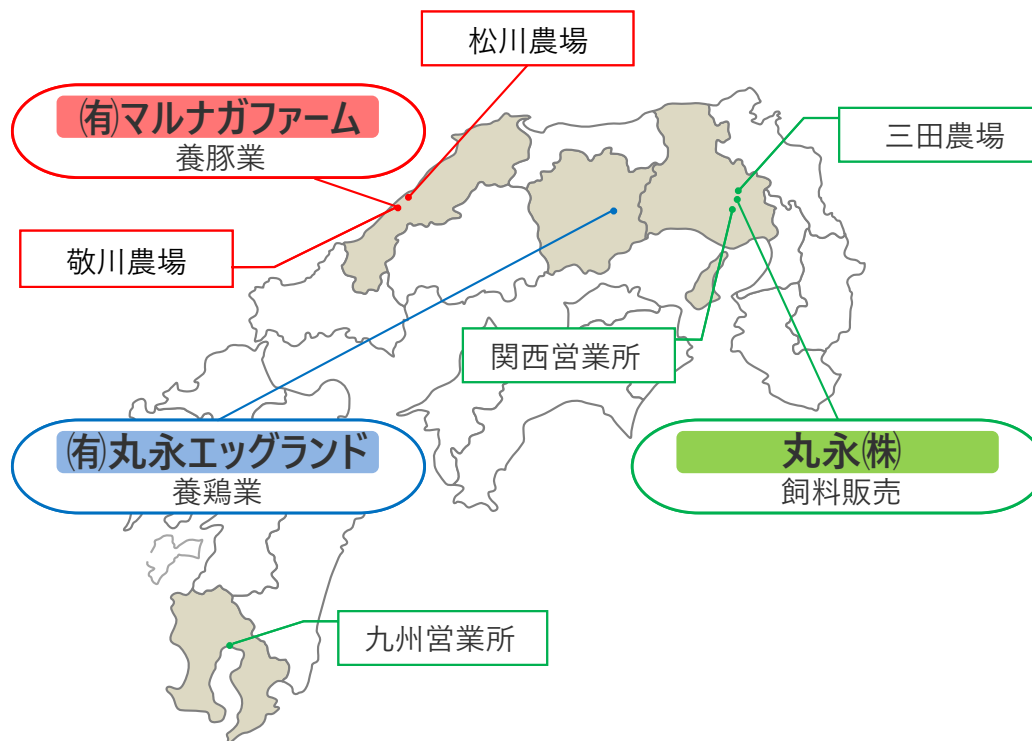 松川農場
㈲マルナガファーム
養豚業
三田農場
敬川農場
関西営業所
㈲丸永エッグランド
養鶏業
丸永㈱
飼料販売
九州営業所